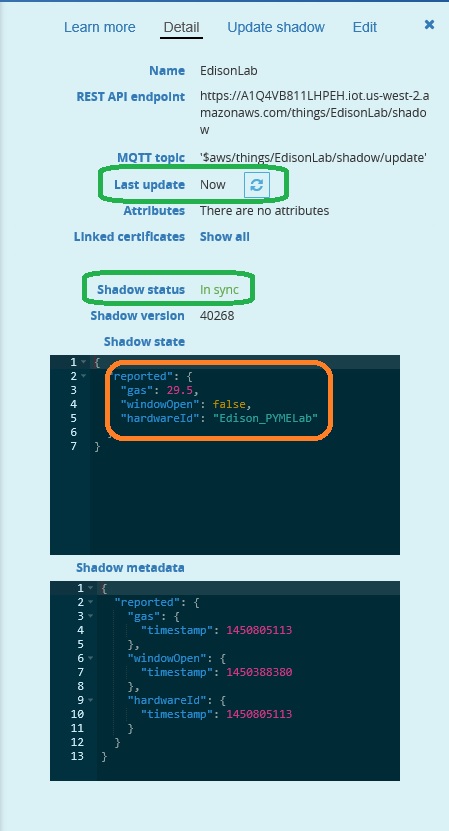 Learn more Detail Update shadow Edit ×
Name EdisonLab
REST API endpoint https://A1Q4VB811LHPEH.iot.us-west-2.a
mazonaws.com/things/EdisonLab/shado
w
MQTT topic '$aws/things/EdisonLab/shadow/update'
Last update Now
Attributes There are no attributes
Linked certificates Show all
Shadow status In sync
Shadow version 40268
Shadow state
1 {
2 "reported": {
3 "gas": 29.5,
4 "windowOpen": false,
5 "hardwareId": "Edison_PYMELab"
6 }
7 }
Shadow metadata
1 {
2 "reported": {
3 "gas": {
4 "timestamp": 1450805113
5 },
6 "windowOpen": {
7 "timestamp": 1450388380
8 },
9 "hardwareId": {
10 "timestamp": 1450805113
11 }
12 }
13 }